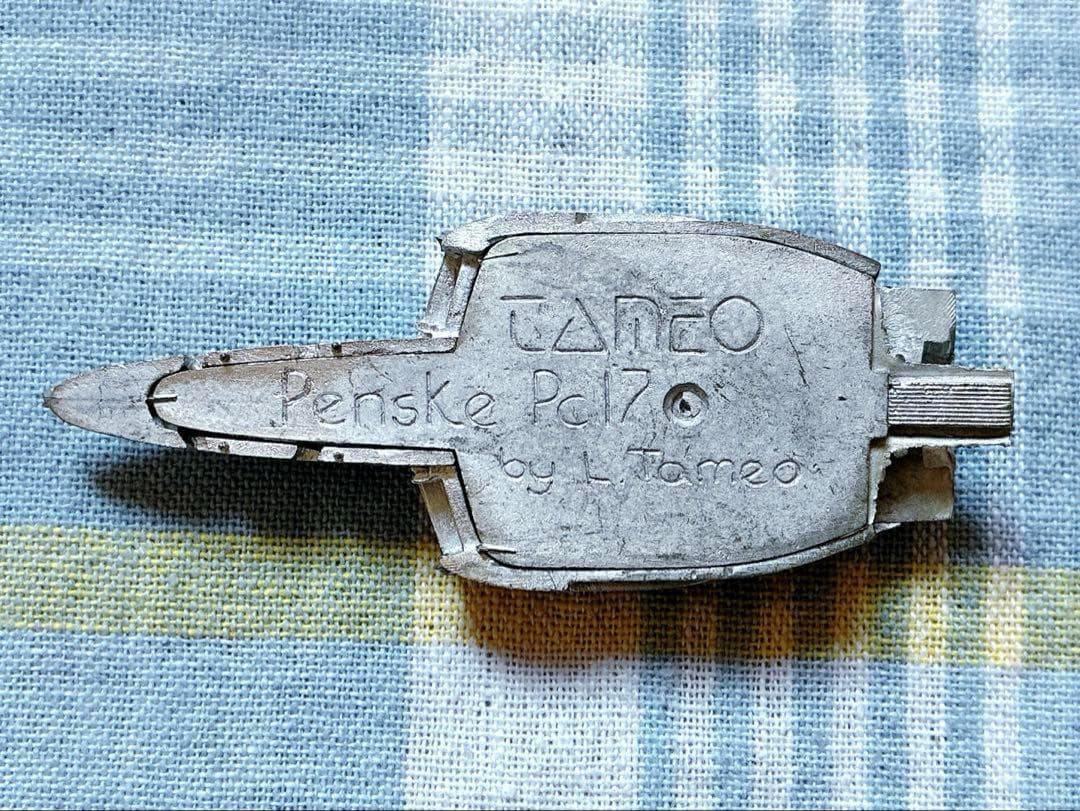 TAMEO
Penske Pc17
by L. Tameo